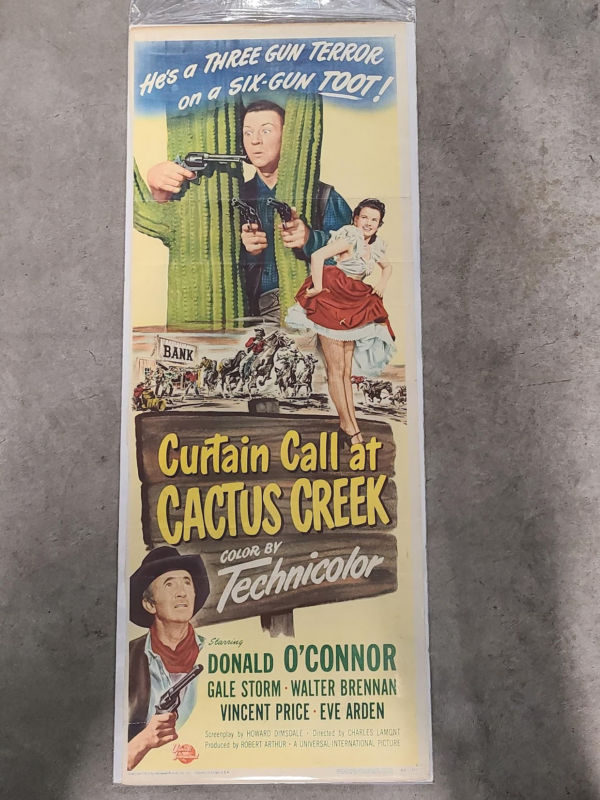 He's a THREE GUN TERROR
on a SIX-GUN TOOT!
BANK
Curtain Call at
CACTUS CREEK
COLOR BY
Technicolor
Starring
DONALD O'CONNOR
GALE STORM · WALTER BRENNAN
VINCENT PRICE · EVE ARDEN
Screenplay by HOWARD DIMSDALE · Directed by CHARLES LAMONT
Produced by ROBERT ARTHUR · A UNIVERSAL-INTERNATIONAL PICTURE